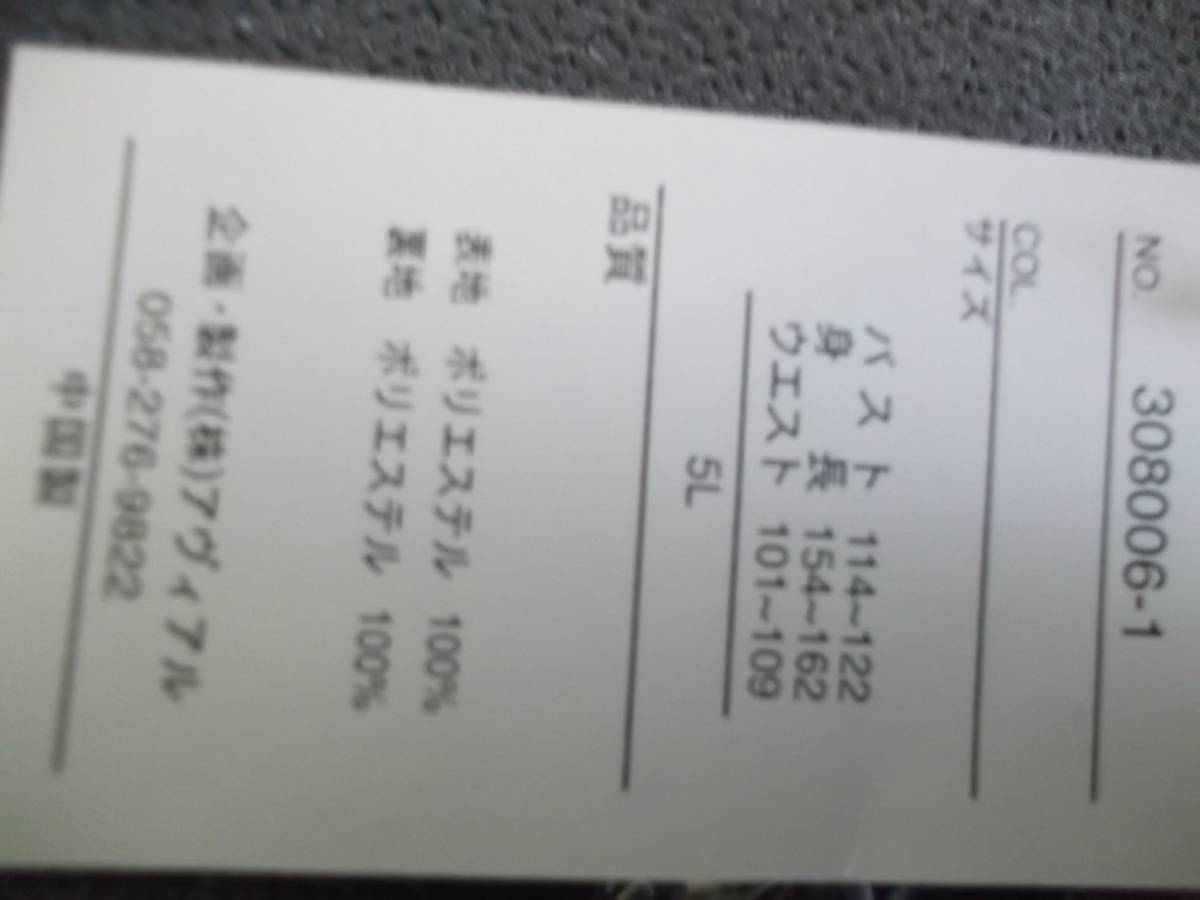 NO. 308006-1
COL.
サイズ
バスト 114~122
身長 154~162
ウエスト 101~109
5L
品質
表地 ポリエステル 100%
裏地 ポリエステル 100%
企画・製作(株)アヴィアル
058-276-9822
中国製